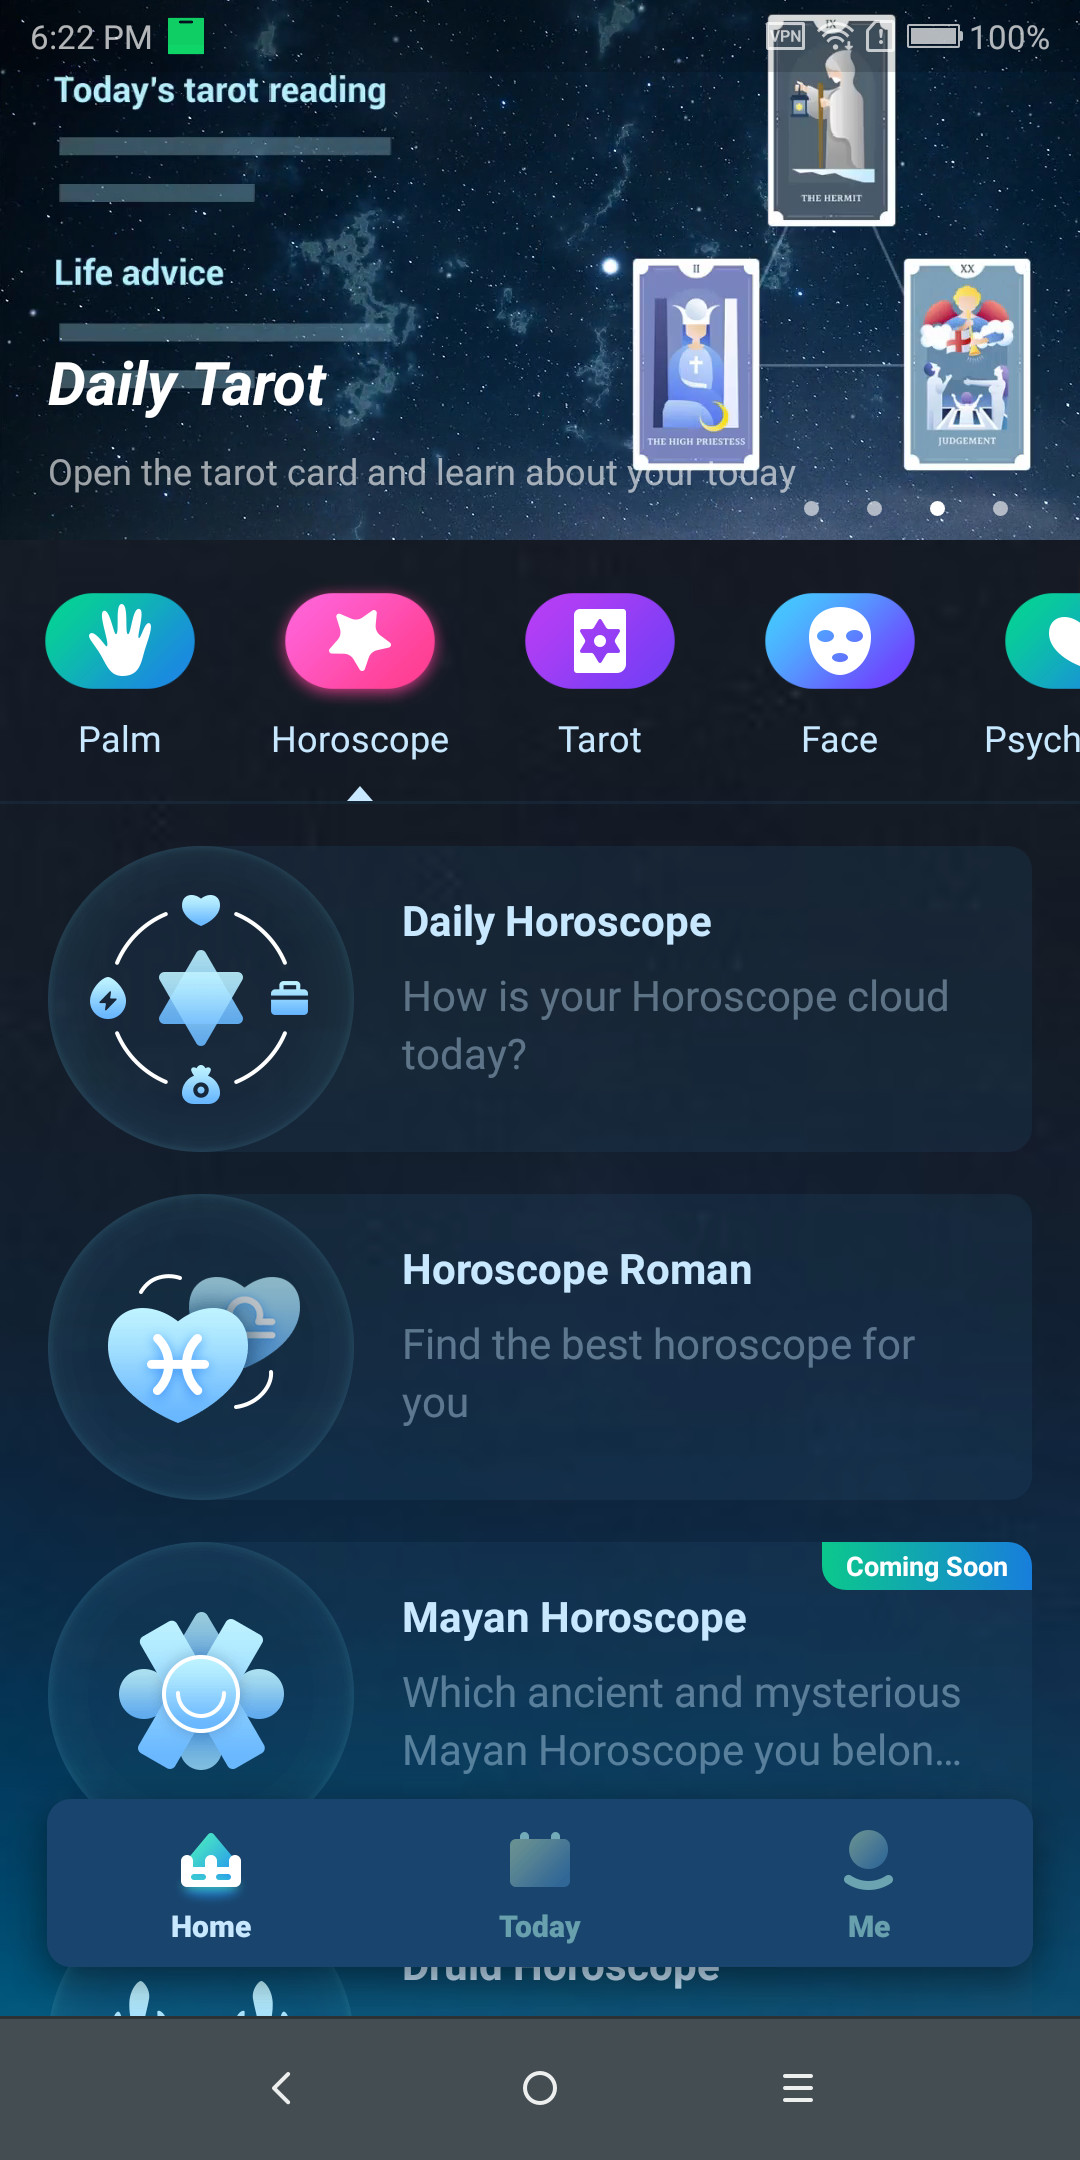 6:22 PM
VPN
100%
Today's tarot reading
Life advice
Daily Tarot
Open the tarot card and learn about your today
IX
THE HERMIT
II
THE HIGH PRIESTESS
XX
JUDGEMENT
Palm
Horoscope
Tarot
Face
Psych
Daily Horoscope
How is your Horoscope cloud
today?
Horoscope Roman
Find the best horoscope for
you
Coming Soon
Mayan Horoscope
Which ancient and mysterious
Mayan Horoscope you belon...
Home
Today
Me
Druid Horoscope